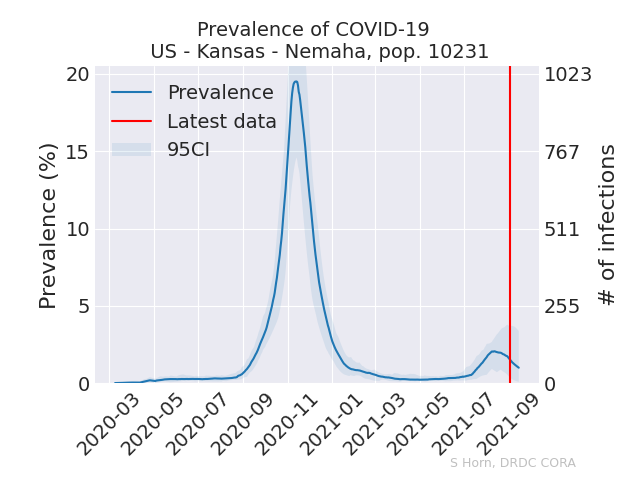 Prevalence of COVID-19
US - Kansas - Nemaha, pop. 10231
Prevalence
Latest data
95CI
Prevalence (%)
20
15
10
5
0
1023
767
511
255
0
# of infections
2020-03
2020-05
2020-07
2020-09
2020-11
2021-01
2021-03
2021-05
2021-07
2021-09
S Horn, DRDC CORA